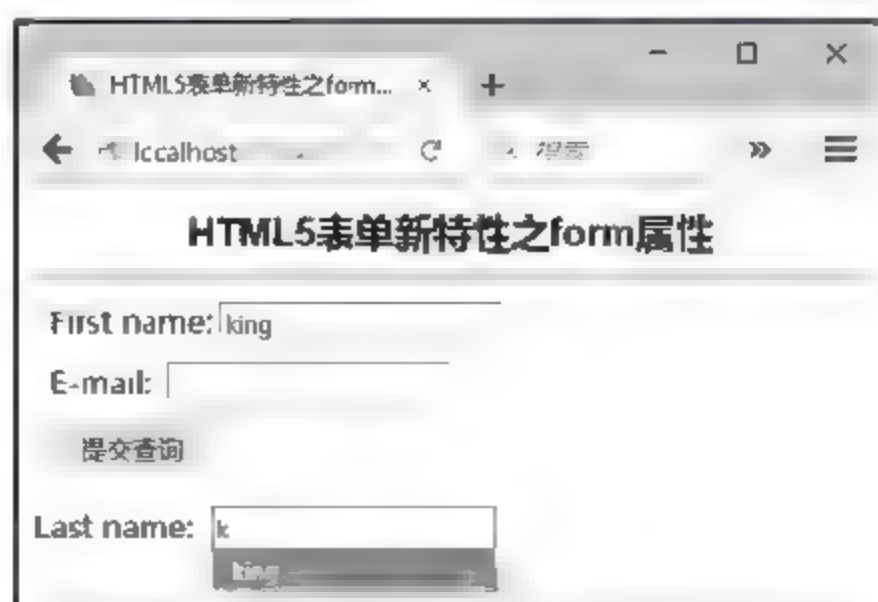 HTML5表单新特性之form... × +
localhost 搜索 »
HTML5表单新特性之form属性
First name: king
E-mail:
提交查询
Last name: k
king